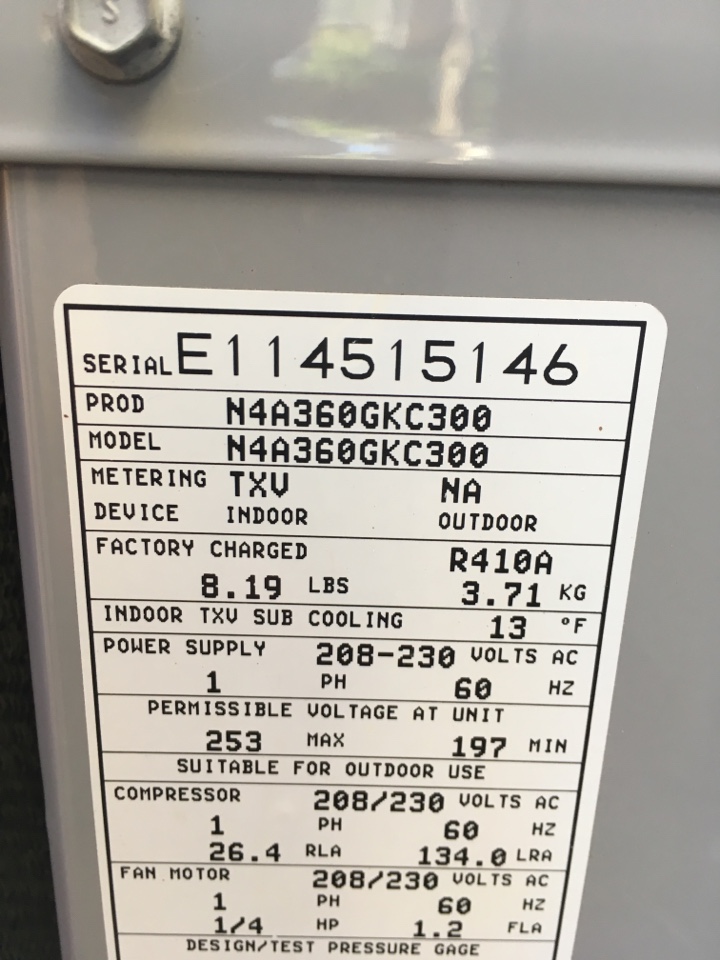 S
SERIAL E114515146
PROD N4A360GKC300
MODEL N4A360GKC300
METERING TXV NA
DEVICE INDOOR OUTDOOR
FACTORY CHARGED R410A
8.19 LBS 3.71 KG
INDOOR TXV SUB COOLING 13 °F
POWER SUPPLY 208-230 VOLTS AC
1 PH 60 HZ
PERMISSIBLE VOLTAGE AT UNIT
253 MAX 197 MIN
SUITABLE FOR OUTDOOR USE
COMPRESSOR 208/230 VOLTS AC
1 PH 60 HZ
26.4 RLA 134.0 LRA
FAN MOTOR 208/230 VOLTS AC
1 PH 60 HZ
1/4 HP 1.2 FLA
DESIGN/TEST PRESSURE GAGE